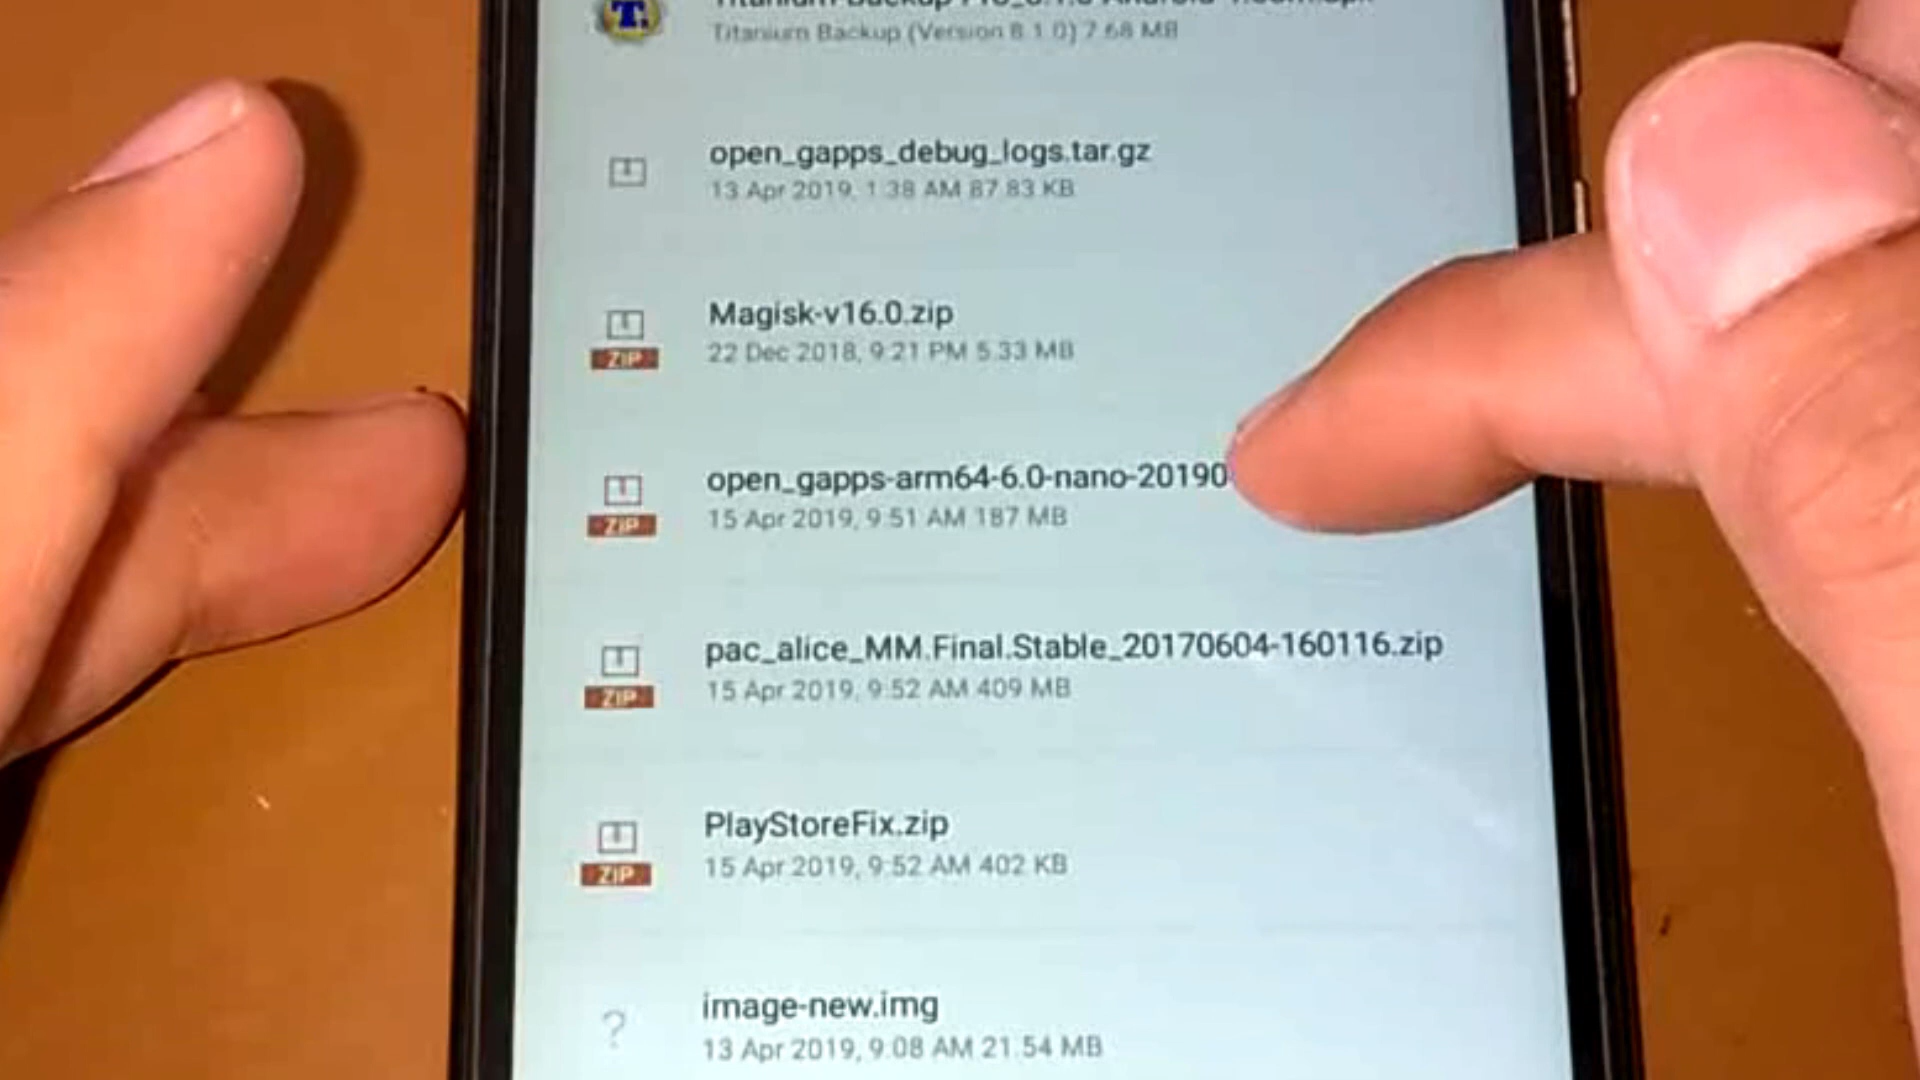 Titanium Backup (Version 8.1.0) 7.68 MB
open_gapps_debug_logs.tar.gz
13 Apr 2019, 1:38 AM 87.83 KB
Magisk-v16.0.zip
22 Dec 2018, 9:21 PM 5.33 MB
ZIP
open_gapps-arm64-6.0-nano-20190
15 Apr 2019, 9:51 AM 187 MB
ZIP
pac_alice_MM.Final.Stable_20170604-160116.zip
15 Apr 2019, 9:52 AM 409 MB
ZIP
PlayStoreFix.zip
15 Apr 2019, 9:52 AM 402 KB
ZIP
image-new.img
13 Apr 2019, 9:08 AM 21.54 MB